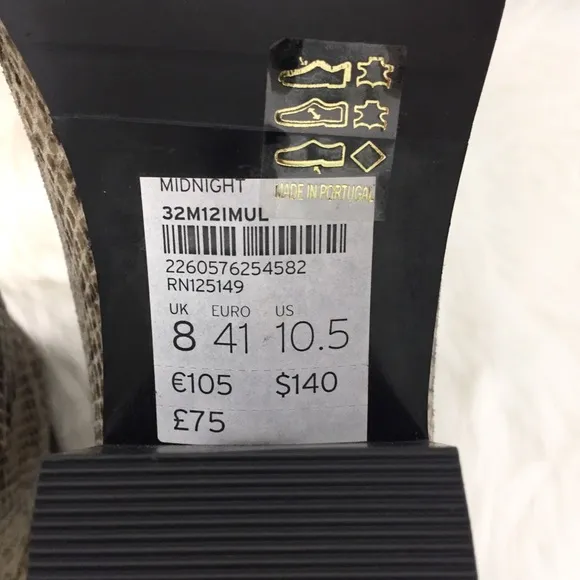 MADE IN PORTUGAL
MIDNIGHT
32M12IMUL
2260576254582
RN125149
UK EURO US
8 41 10.5
€105 $140
£75